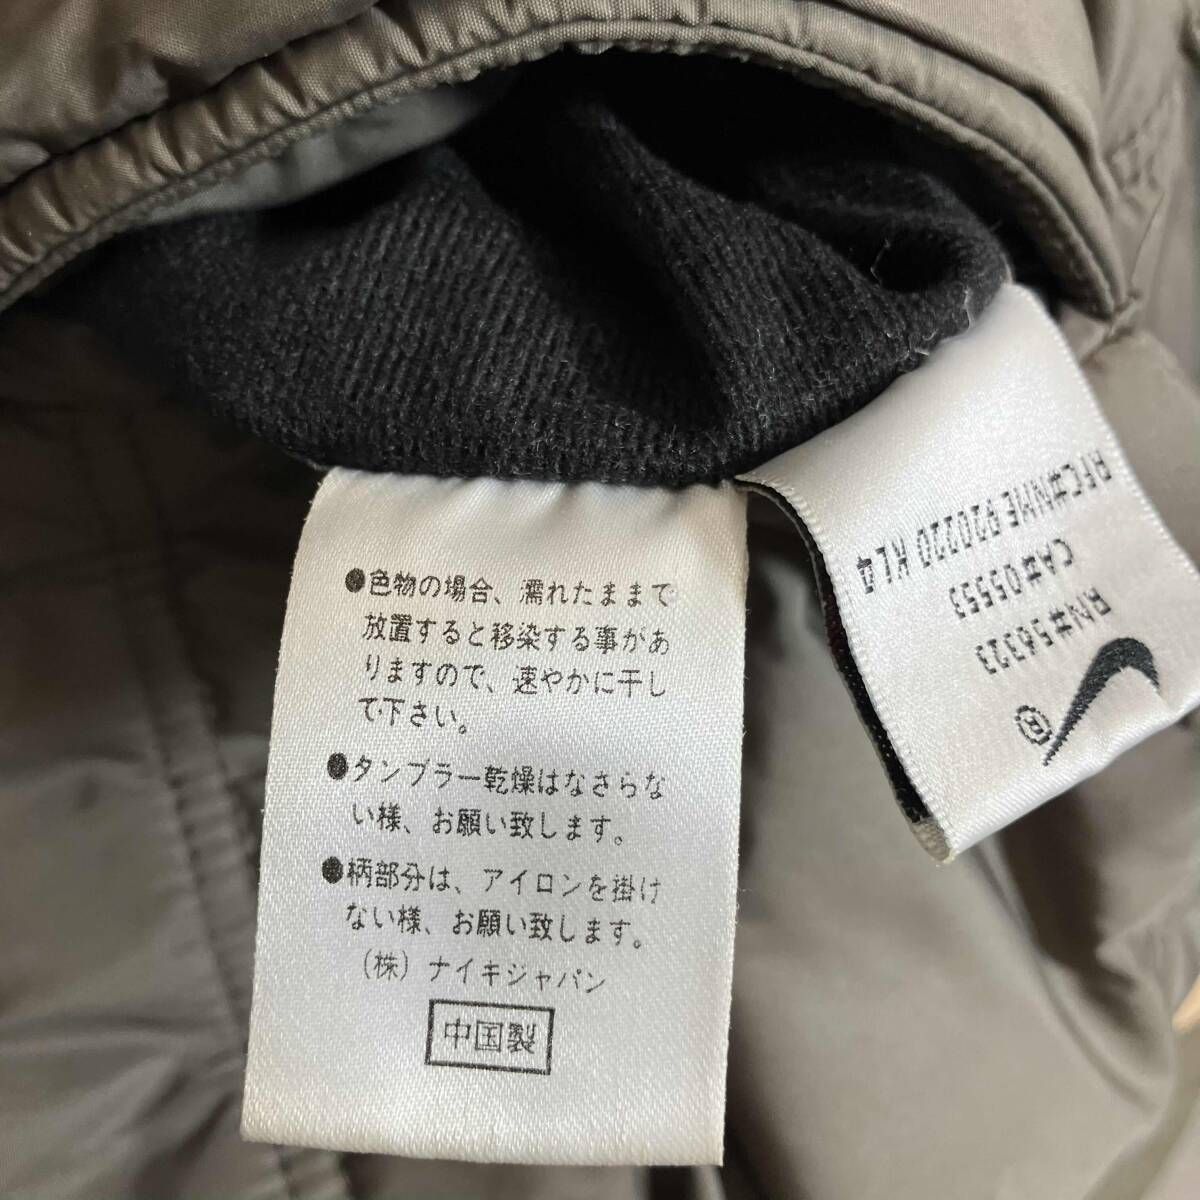 ●色物の場合、濡れたままで
放置すると移染する事があ
りますので、速やかに干し
て下さい。
●タンブラー乾燥はなさらな
い様、お願い致します。
●柄部分は、アイロンを掛け
ない様、お願い致します。
(株)ナイキジャパン
中国製
®
RN#56323
CA#05553